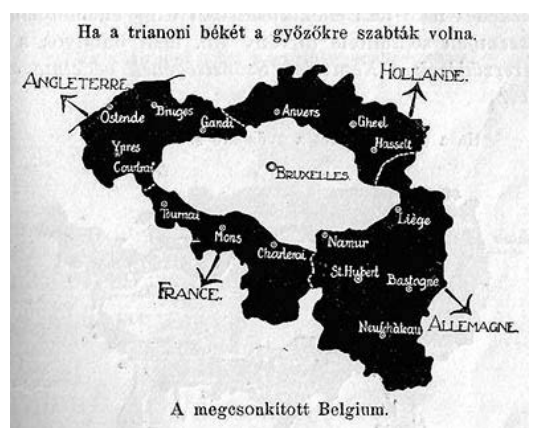 Ha a trianoni békét a győzőkre szabták volna.
ANGLETERRE
HOLLANDE.
Ostende
Bruges
Gandi
Anvers
Gheel
Hasselt
Ypres
Courtrai
BRUXELLES.
Tournai
Mons
Charleroi
Namur
Liège
St.Hubert
Bastogne
FRANCE.
ALLEMAGNE.
Neufchâteau
A megcsonkított Belgium.